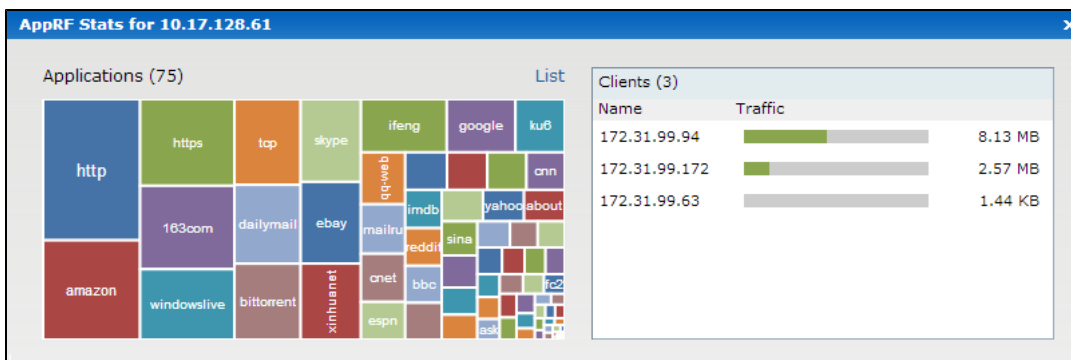 AppRF Stats for 10.17.128.61 x
Applications (75) List
http
https
tcp
skype
ifeng
google
ku6
qq-web
cnn
163com
dailymail
ebay
mailru
imdb
yahoo
about
reddit
sina
amazon
windowslive
bittorrent
xinhuanet
cnet
bbc
fc2
espn
ask
Clients (3)
Name Traffic
172.31.99.94 8.13 MB
172.31.99.172 2.57 MB
172.31.99.63 1.44 KB